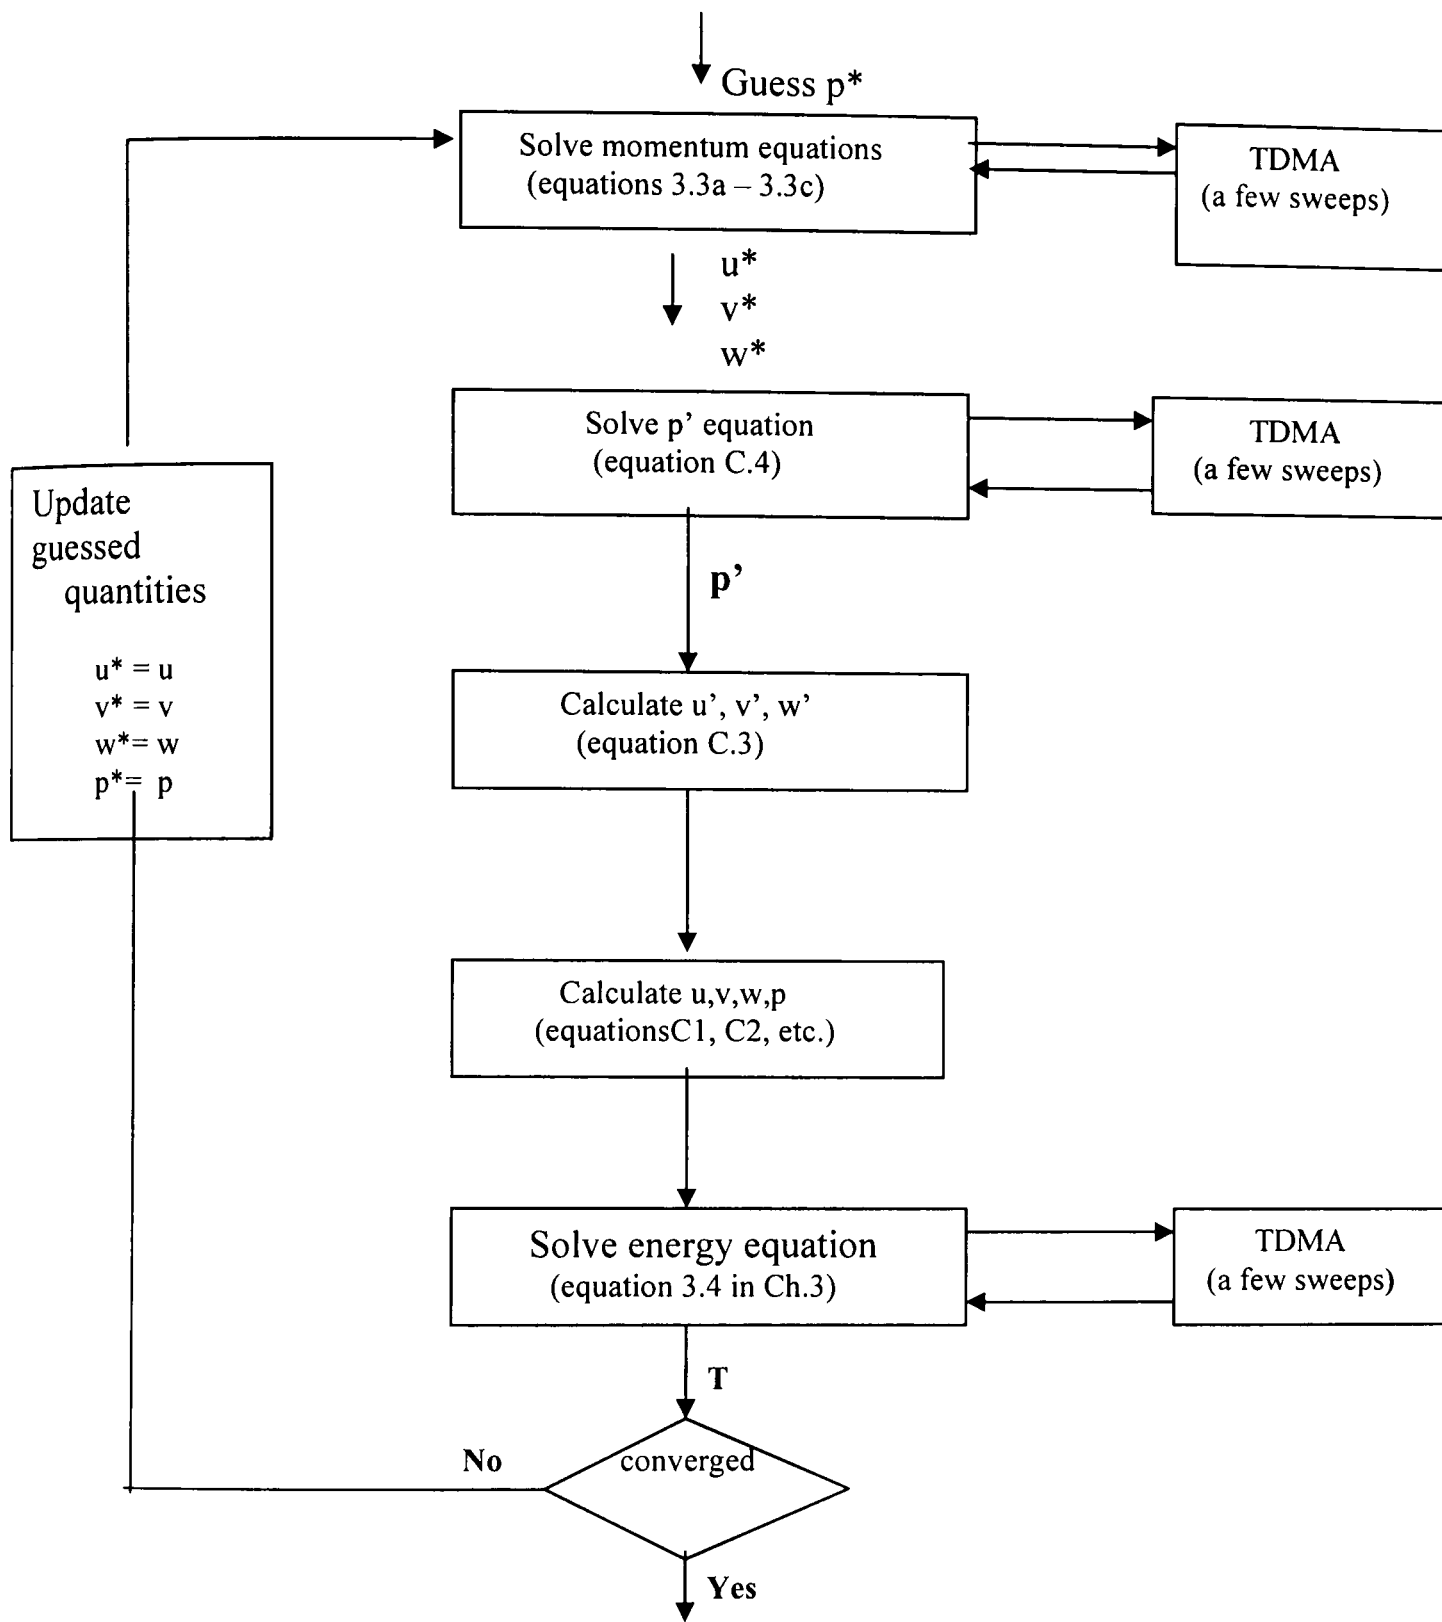 Guess p*
Solve momentum equations
(equations 3.3a – 3.3c)
TDMA
(a few sweeps)
u*
v*
w*
Solve p’ equation
(equation C.4)
TDMA
(a few sweeps)
Update
guessed
quantities
u* = u
v* = v
w*= w
p*= p
p’
Calculate u’, v’, w’
(equation C.3)
Calculate u,v,w,p
(equationsC1, C2, etc.)
Solve energy equation
(equation 3.4 in Ch.3)
TDMA
(a few sweeps)
T
No
converged
Yes